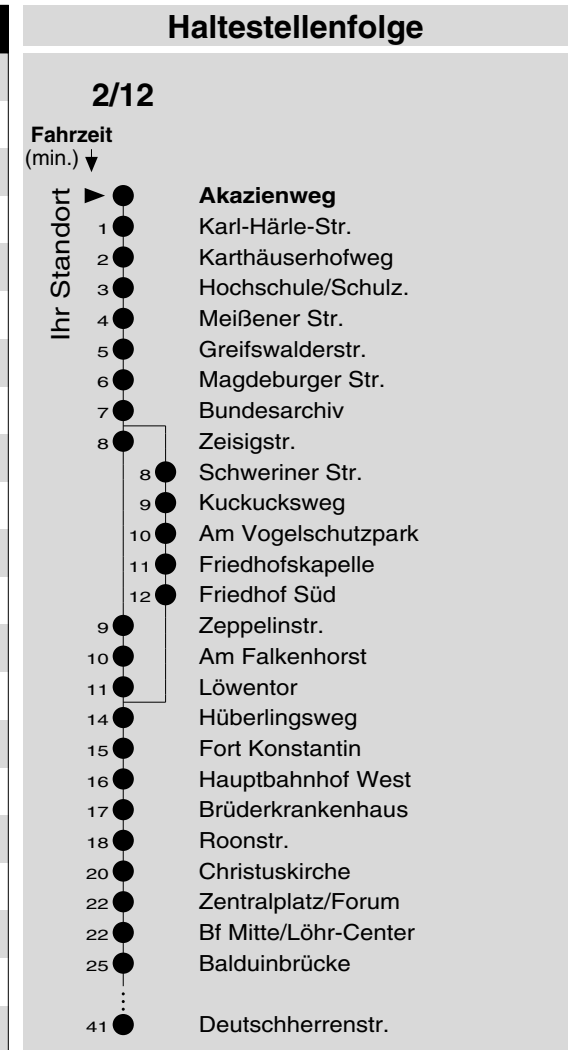 Haltestellenfolge
2/12
Fahrzeit
(min.)
Ihr Standort
Akazienweg
1 Karl-Härle-Str.
2 Karthäuserhofweg
3 Hochschule/Schulz.
4 Meißener Str.
5 Greifswalderstr.
6 Magdeburger Str.
7 Bundesarchiv
8 Zeisigstr.
8 Schweriner Str.
9 Kuckucksweg
10 Am Vogelschutzpark
11 Friedhofskapelle
12 Friedhof Süd
9 Zeppelinstr.
10 Am Falkenhorst
11 Löwentor
14 Hüberlingsweg
15 Fort Konstantin
16 Hauptbahnhof West
17 Brüderkrankenhaus
18 Roonstr.
20 Christuskirche
22 Zentralplatz/Forum
22 Bf Mitte/Löhr-Center
25 Balduinbrücke
41 Deutschherrenstr.